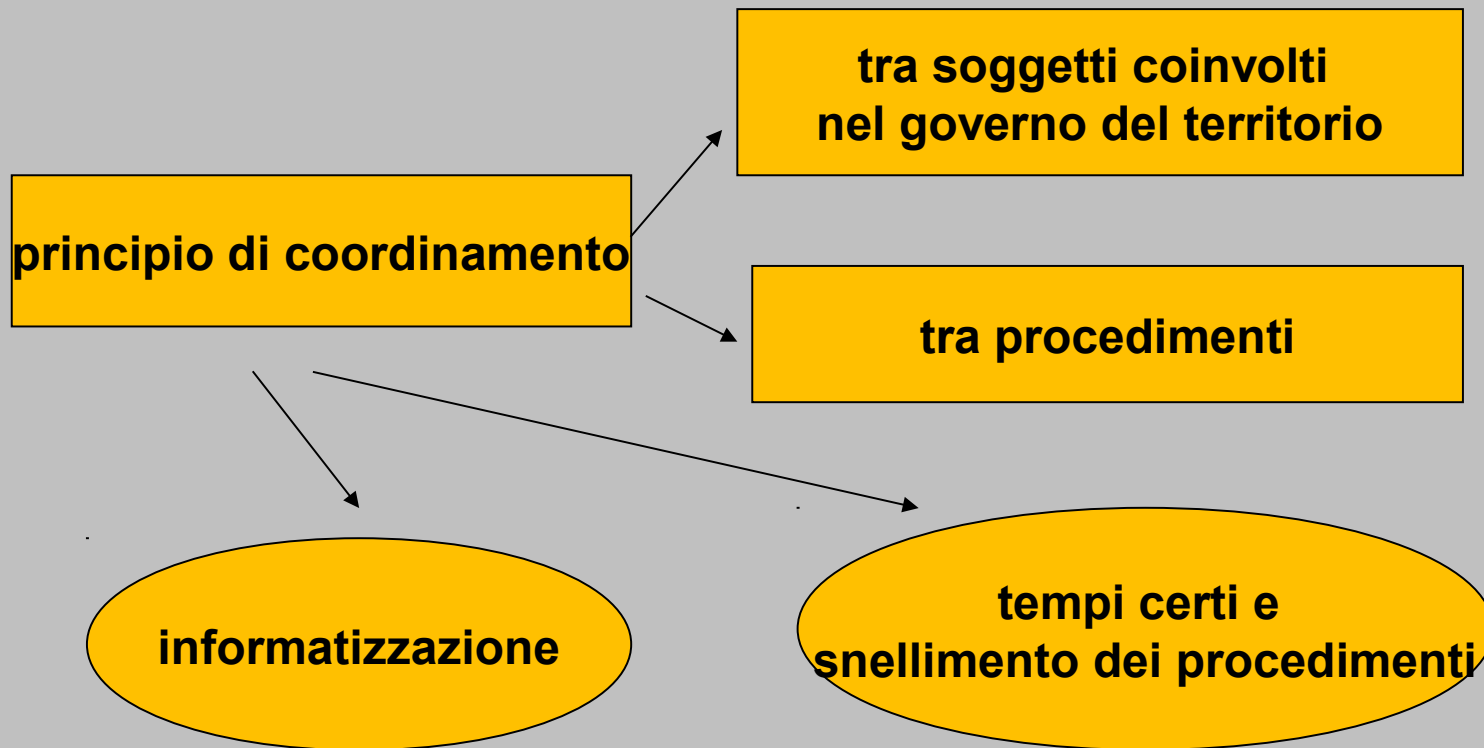 tra soggetti coinvolti
nel governo del territorio
principio di coordinamento
tra procedimenti
informatizzazione
tempi certi e
snellimento dei procedimenti